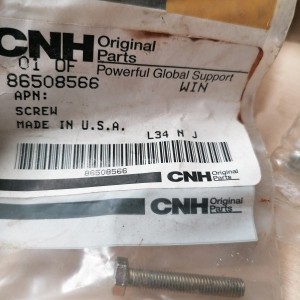 CNH Original Parts
Powerful Global Support
01 OF
86508566
WIN
APN:
SCREW
MADE IN U.S.A.
L34 N J
86508566
CNH Original Parts
CNH Original Parts